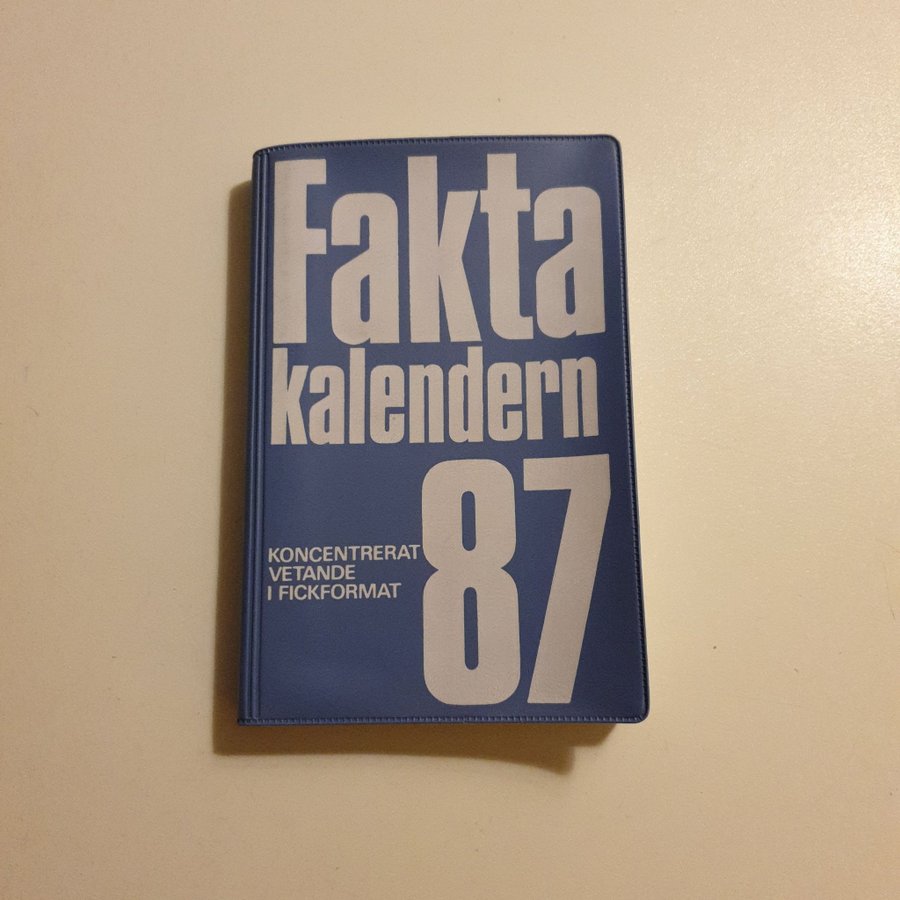 Fakta
kalendern
87
KONCENTRERAT
VETANDE
I FICKFORMAT